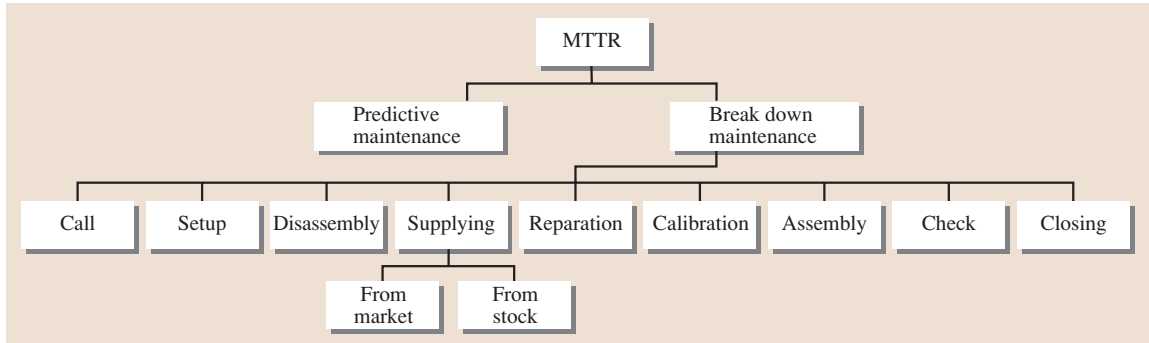 MTTR
Predictive
maintenance
Break down
maintenance
Call
Setup
Disassembly
Supplying
Reparation
Calibration
Assembly
Check
Closing
From
market
From
stock